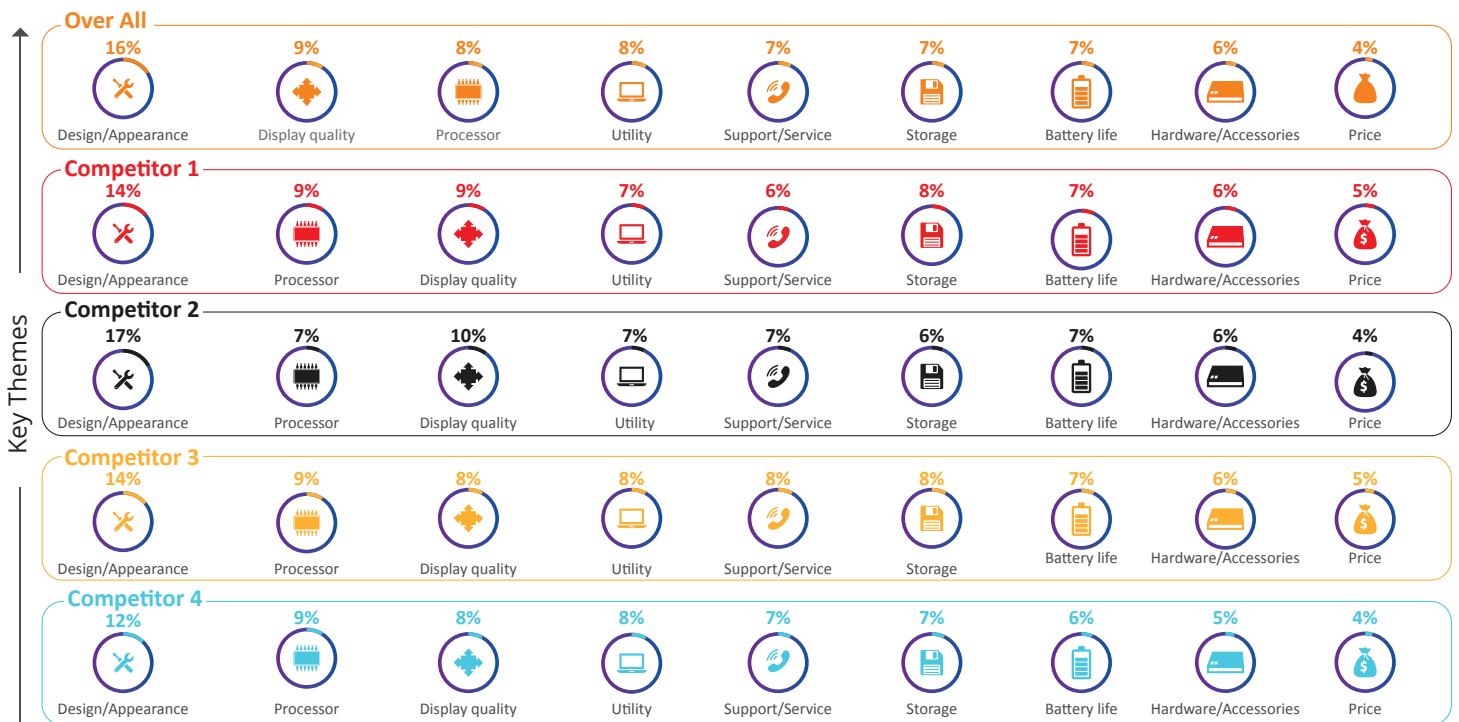 Key Themes
Over All
16% 9% 8% 8% 7% 7% 7% 6% 4%
Design/Appearance Display quality Processor Utility Support/Service Storage Battery life Hardware/Accessories Price
Competitor 1
14% 9% 9% 7% 6% 8% 7% 6% 5%
Design/Appearance Processor Display quality Utility Support/Service Storage Battery life Hardware/Accessories Price
$
Competitor 2
17% 7% 10% 7% 7% 6% 7% 6% 4%
$
Design/Appearance Processor Display quality Utility Support/Service Storage Battery life Hardware/Accessories Price
Competitor 3
14% 9% 8% 8% 8% 8% 7% 6% 5%
$
Design/Appearance Processor Display quality Utility Support/Service Storage Battery life Hardware/Accessories Price
Competitor 4
12% 9% 8% 8% 7% 7% 6% 5% 4%
$
Design/Appearance Processor Display quality Utility Support/Service Storage Battery life Hardware/Accessories Price